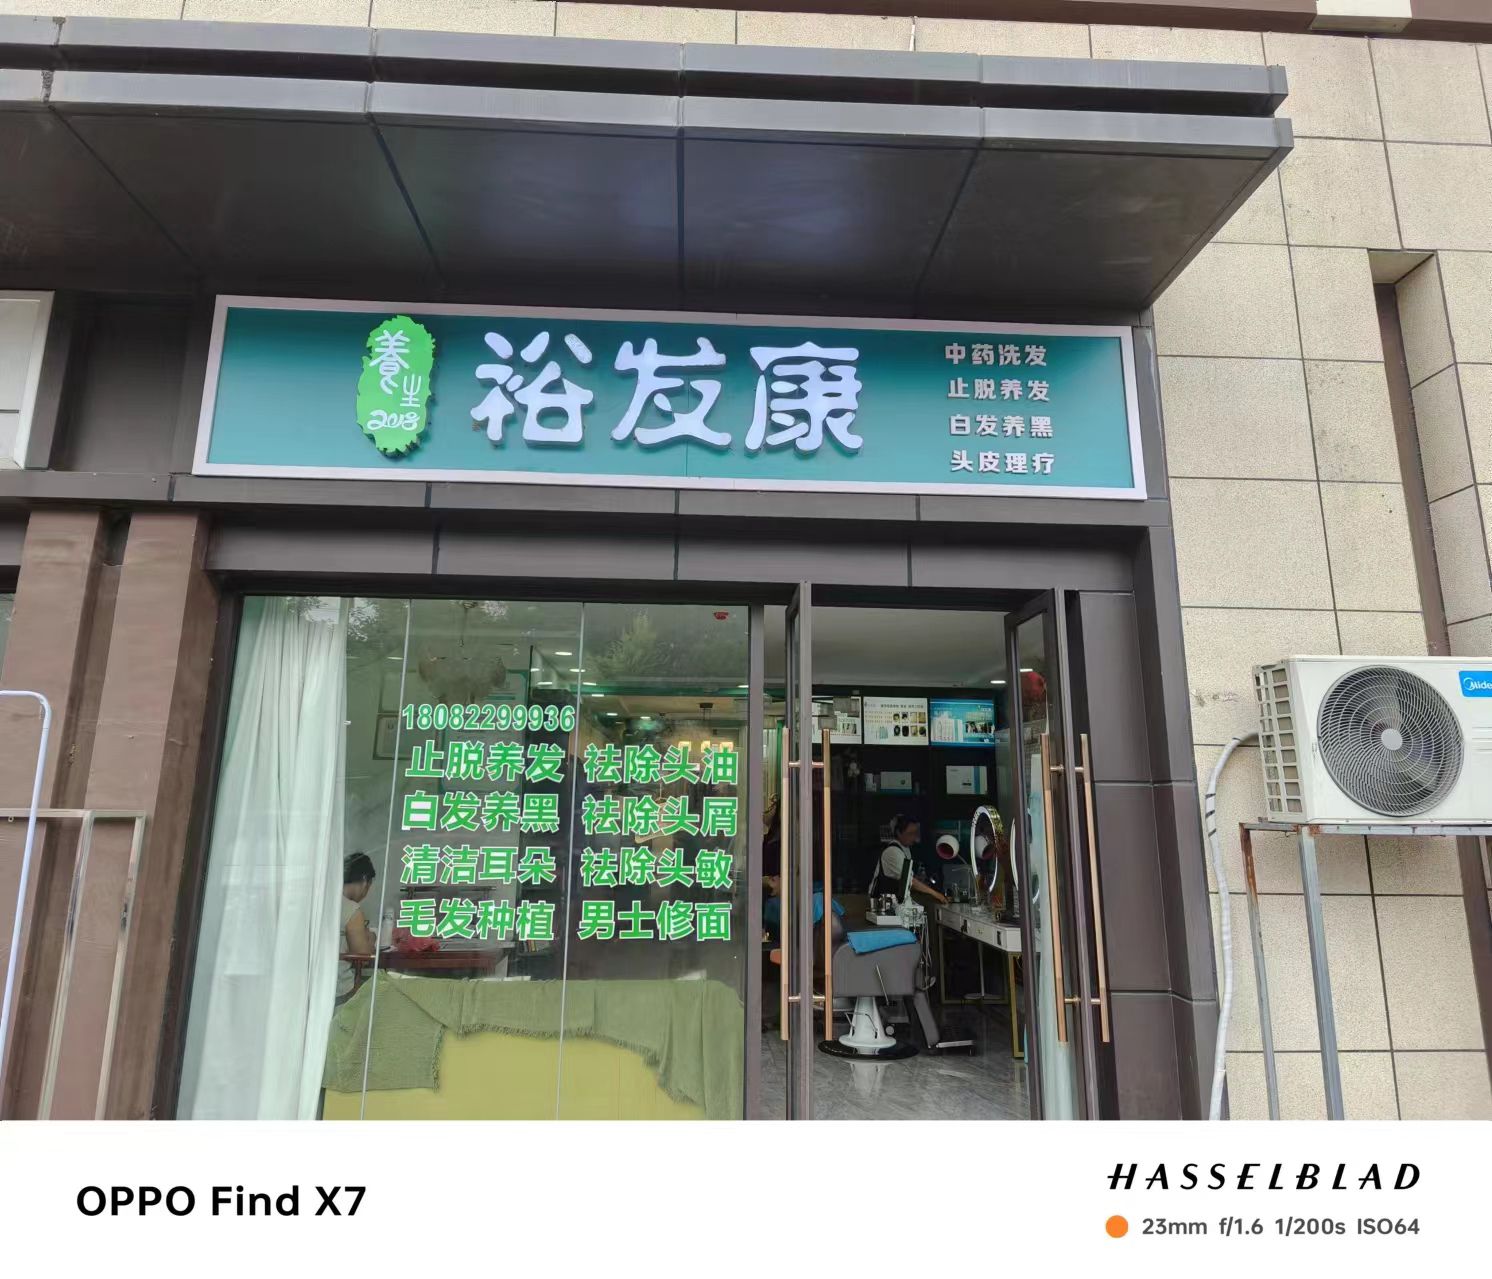 養生
2018
裕发康
中药洗发
止脱养发
白发养黑
头皮理疗
18082299936
止脱养发 祛除头油
白发养黑 祛除头屑
清洁耳朵 祛除头敏
毛发种植 男士修面
Midea
OPPO Find X7
HASSELBLAD
23mm f/1.6 1/200s ISO64